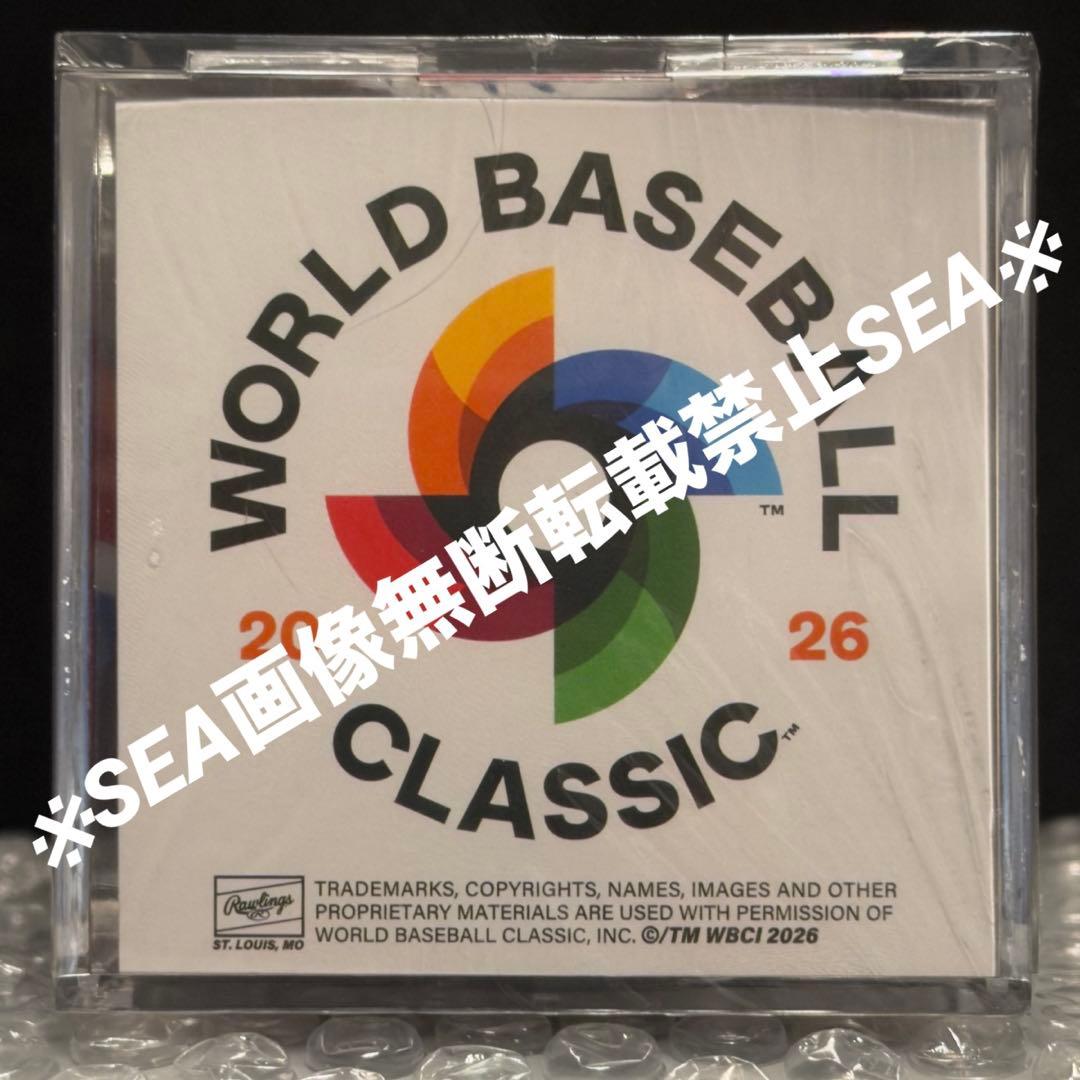 WORLD BASEBALL
TM
20 26
CLASSIC
TM
※SEA画像無断転載禁止SEA※
Rawlings
ST. LOUIS, MO
TRADEMARKS, COPYRIGHTS, NAMES, IMAGES AND OTHER
PROPRIETARY MATERIALS ARE USED WITH PERMISSION OF
WORLD BASEBALL CLASSIC, INC. ©/TM WBCI 2026